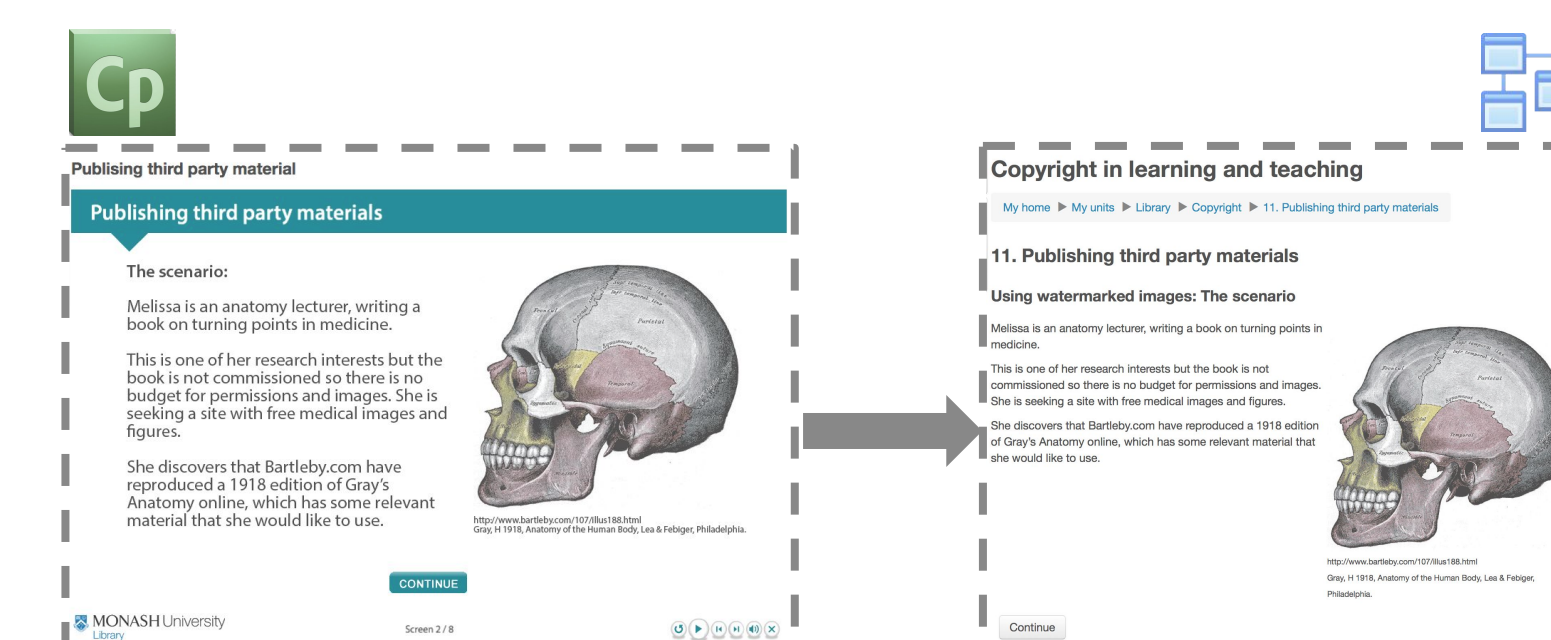 Cp
Publising third party material
Publishing third party materials
The scenario:
Melissa is an anatomy lecturer, writing a
book on turning points in medicine.
This is one of her research interests but the
book is not commissioned so there is no
budget for permissions and images. She is
seeking a site with free medical images and
figures.
She discovers that Bartleby.com have
reproduced a 1918 edition of Gray's
Anatomy online, which has some relevant
material that she would like to use.
Frontal
Parietal
Temporal
Zygomatic
http://www.bartleby.com/107/illus188.html
Gray, H 1918, Anatomy of the Human Body, Lea & Febiger, Philadelphia.
CONTINUE
MONASH University
Library
Screen 2 / 8
Copyright in learning and teaching
My home ▶ My units ▶ Library ▶ Copyright ▶ 11. Publishing third party materials
11. Publishing third party materials
Using watermarked images: The scenario
Melissa is an anatomy lecturer, writing a book on turning points in
medicine.
This is one of her research interests but the book is not
commissioned so there is no budget for permissions and images.
She is seeking a site with free medical images and figures.
She discovers that Bartleby.com have reproduced a 1918 edition
of Gray's Anatomy online, which has some relevant material that
she would like to use.
Frontal
Parietal
Temporal
http://www.bartleby.com/107/illus188.html
Gray, H 1918, Anatomy of the Human Body, Lea & Febiger,
Philadelphia.
Continue